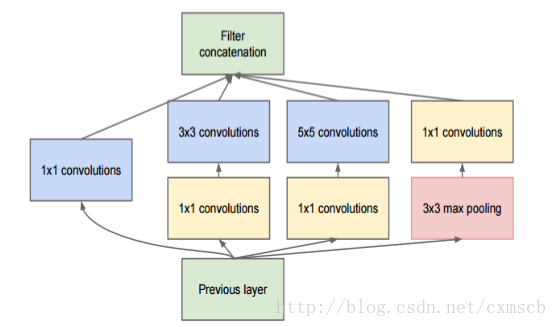 Filter
concatenation
3x3 convolutions
5x5 convolutions
1x1 convolutions
1x1 convolutions
1x1 convolutions
1x1 convolutions
3x3 max pooling
Previous layer
http://blog.csdn.net/cxmscb